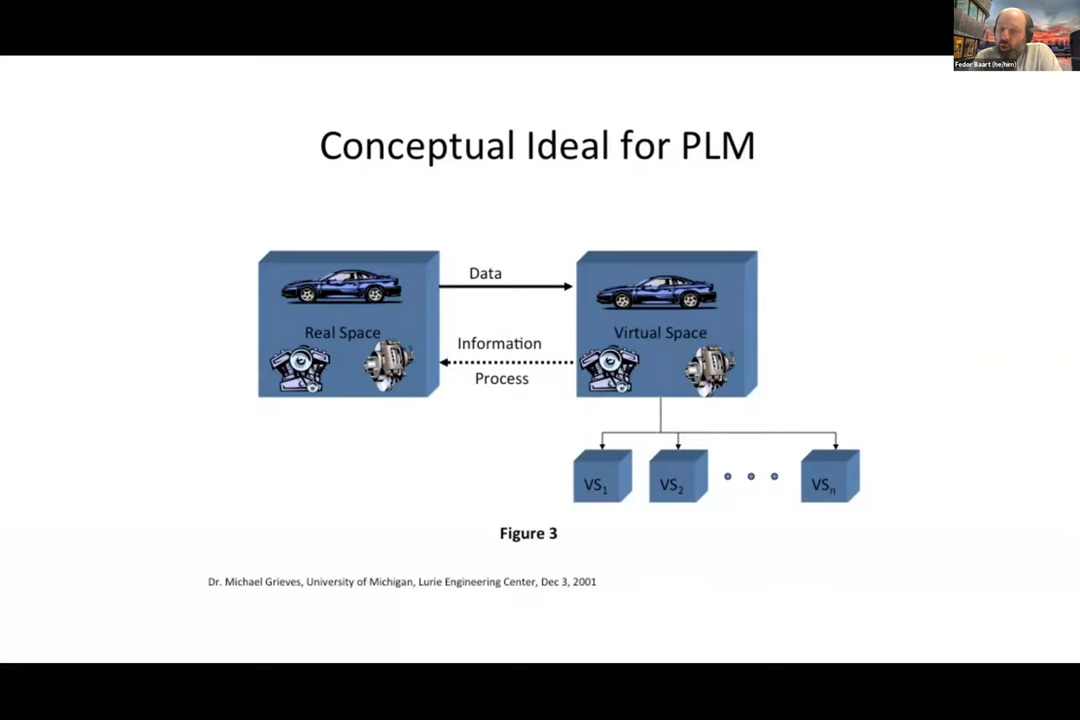 Fedor Baart (he/him)
Conceptual Ideal for PLM
Data
Real Space
Virtual Space
Information
Process
VS1
VS2
VSn
Figure 3
Dr. Michael Grieves, University of Michigan, Lurie Engineering Center, Dec 3, 2001